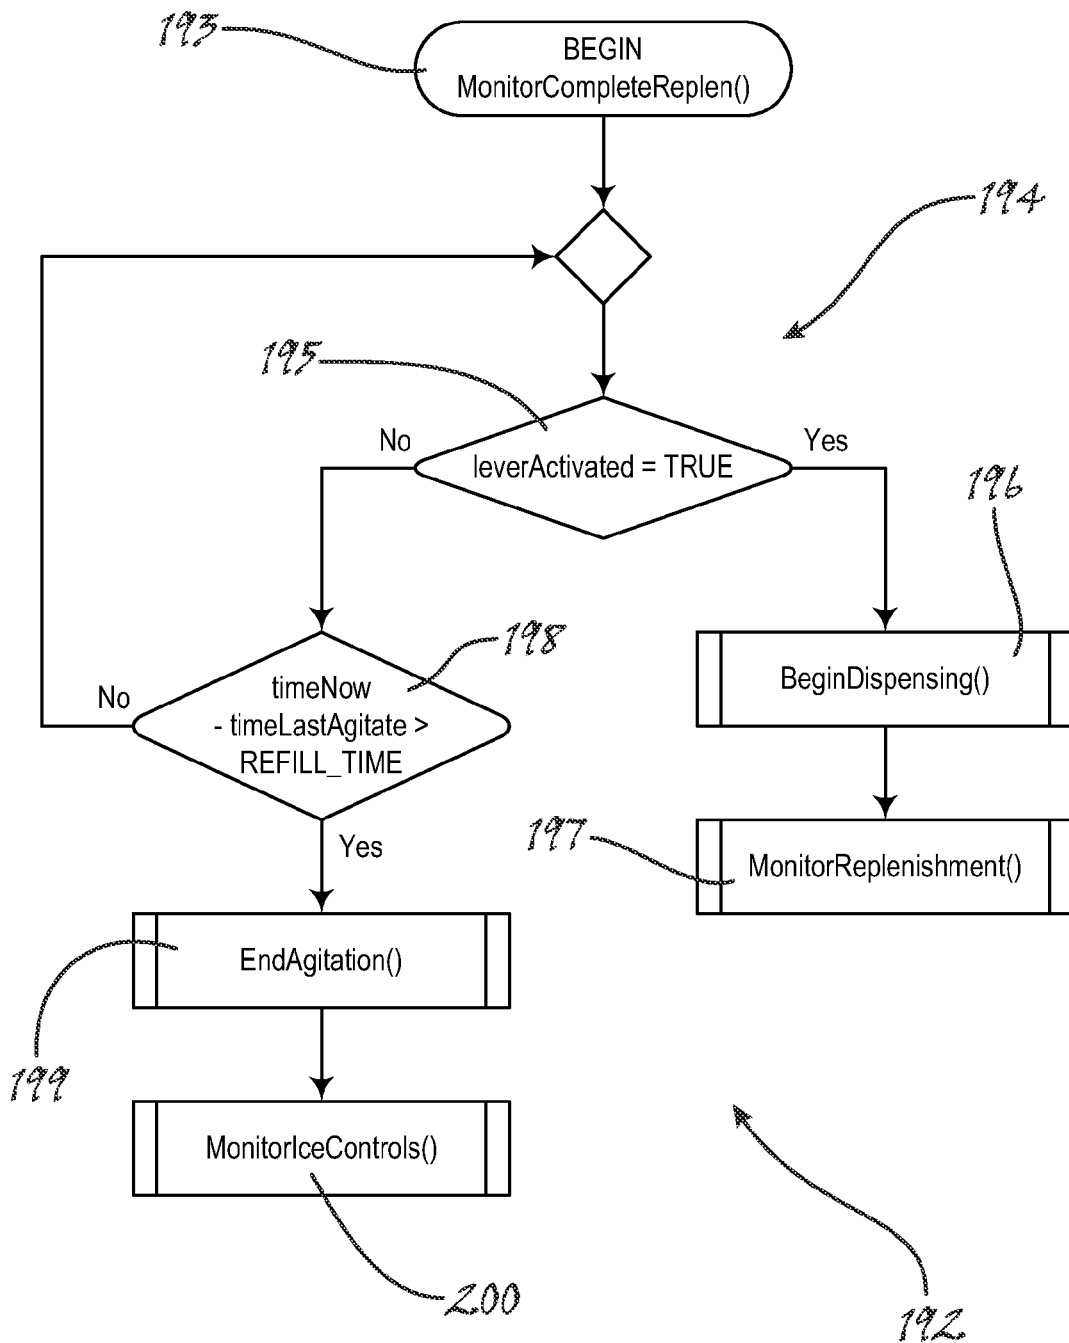 193
BEGIN
MonitorCompleteReplen()
194
195
No
leverActivated = TRUE
Yes
196
198
No
timeNow
- timeLastAgitate >
REFILL_TIME
BeginDispensing()
Yes
197
MonitorReplenishment()
EndAgitation()
199
MonitorIceControls()
200
192